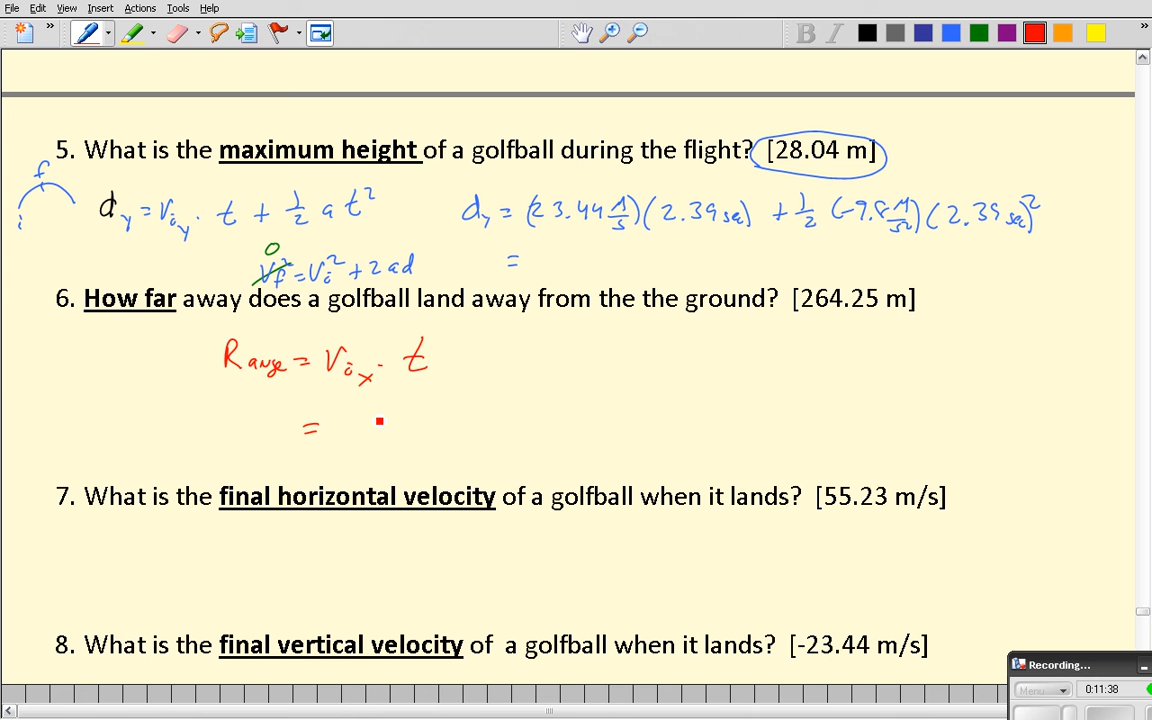 File Edit View Insert Actions Tools Help
» B I »
5. What is the maximum height of a golfball during the flight? [28.04 m]
f
i
dy = Viy · t + 1/2 a t² dy = (23.44 M/s)(2.39 sec) + 1/2 (-9.8 M/s²)(2.39 sec)²
0
Vf² = Vi² + 2ad =
6. How far away does a golfball land away from the the ground? [264.25 m]
Range = Vix · t
=
7. What is the final horizontal velocity of a golfball when it lands? [55.23 m/s]
8. What is the final vertical velocity of a golfball when it lands? [-23.44 m/s]
Recording...
Menu 0:11:38